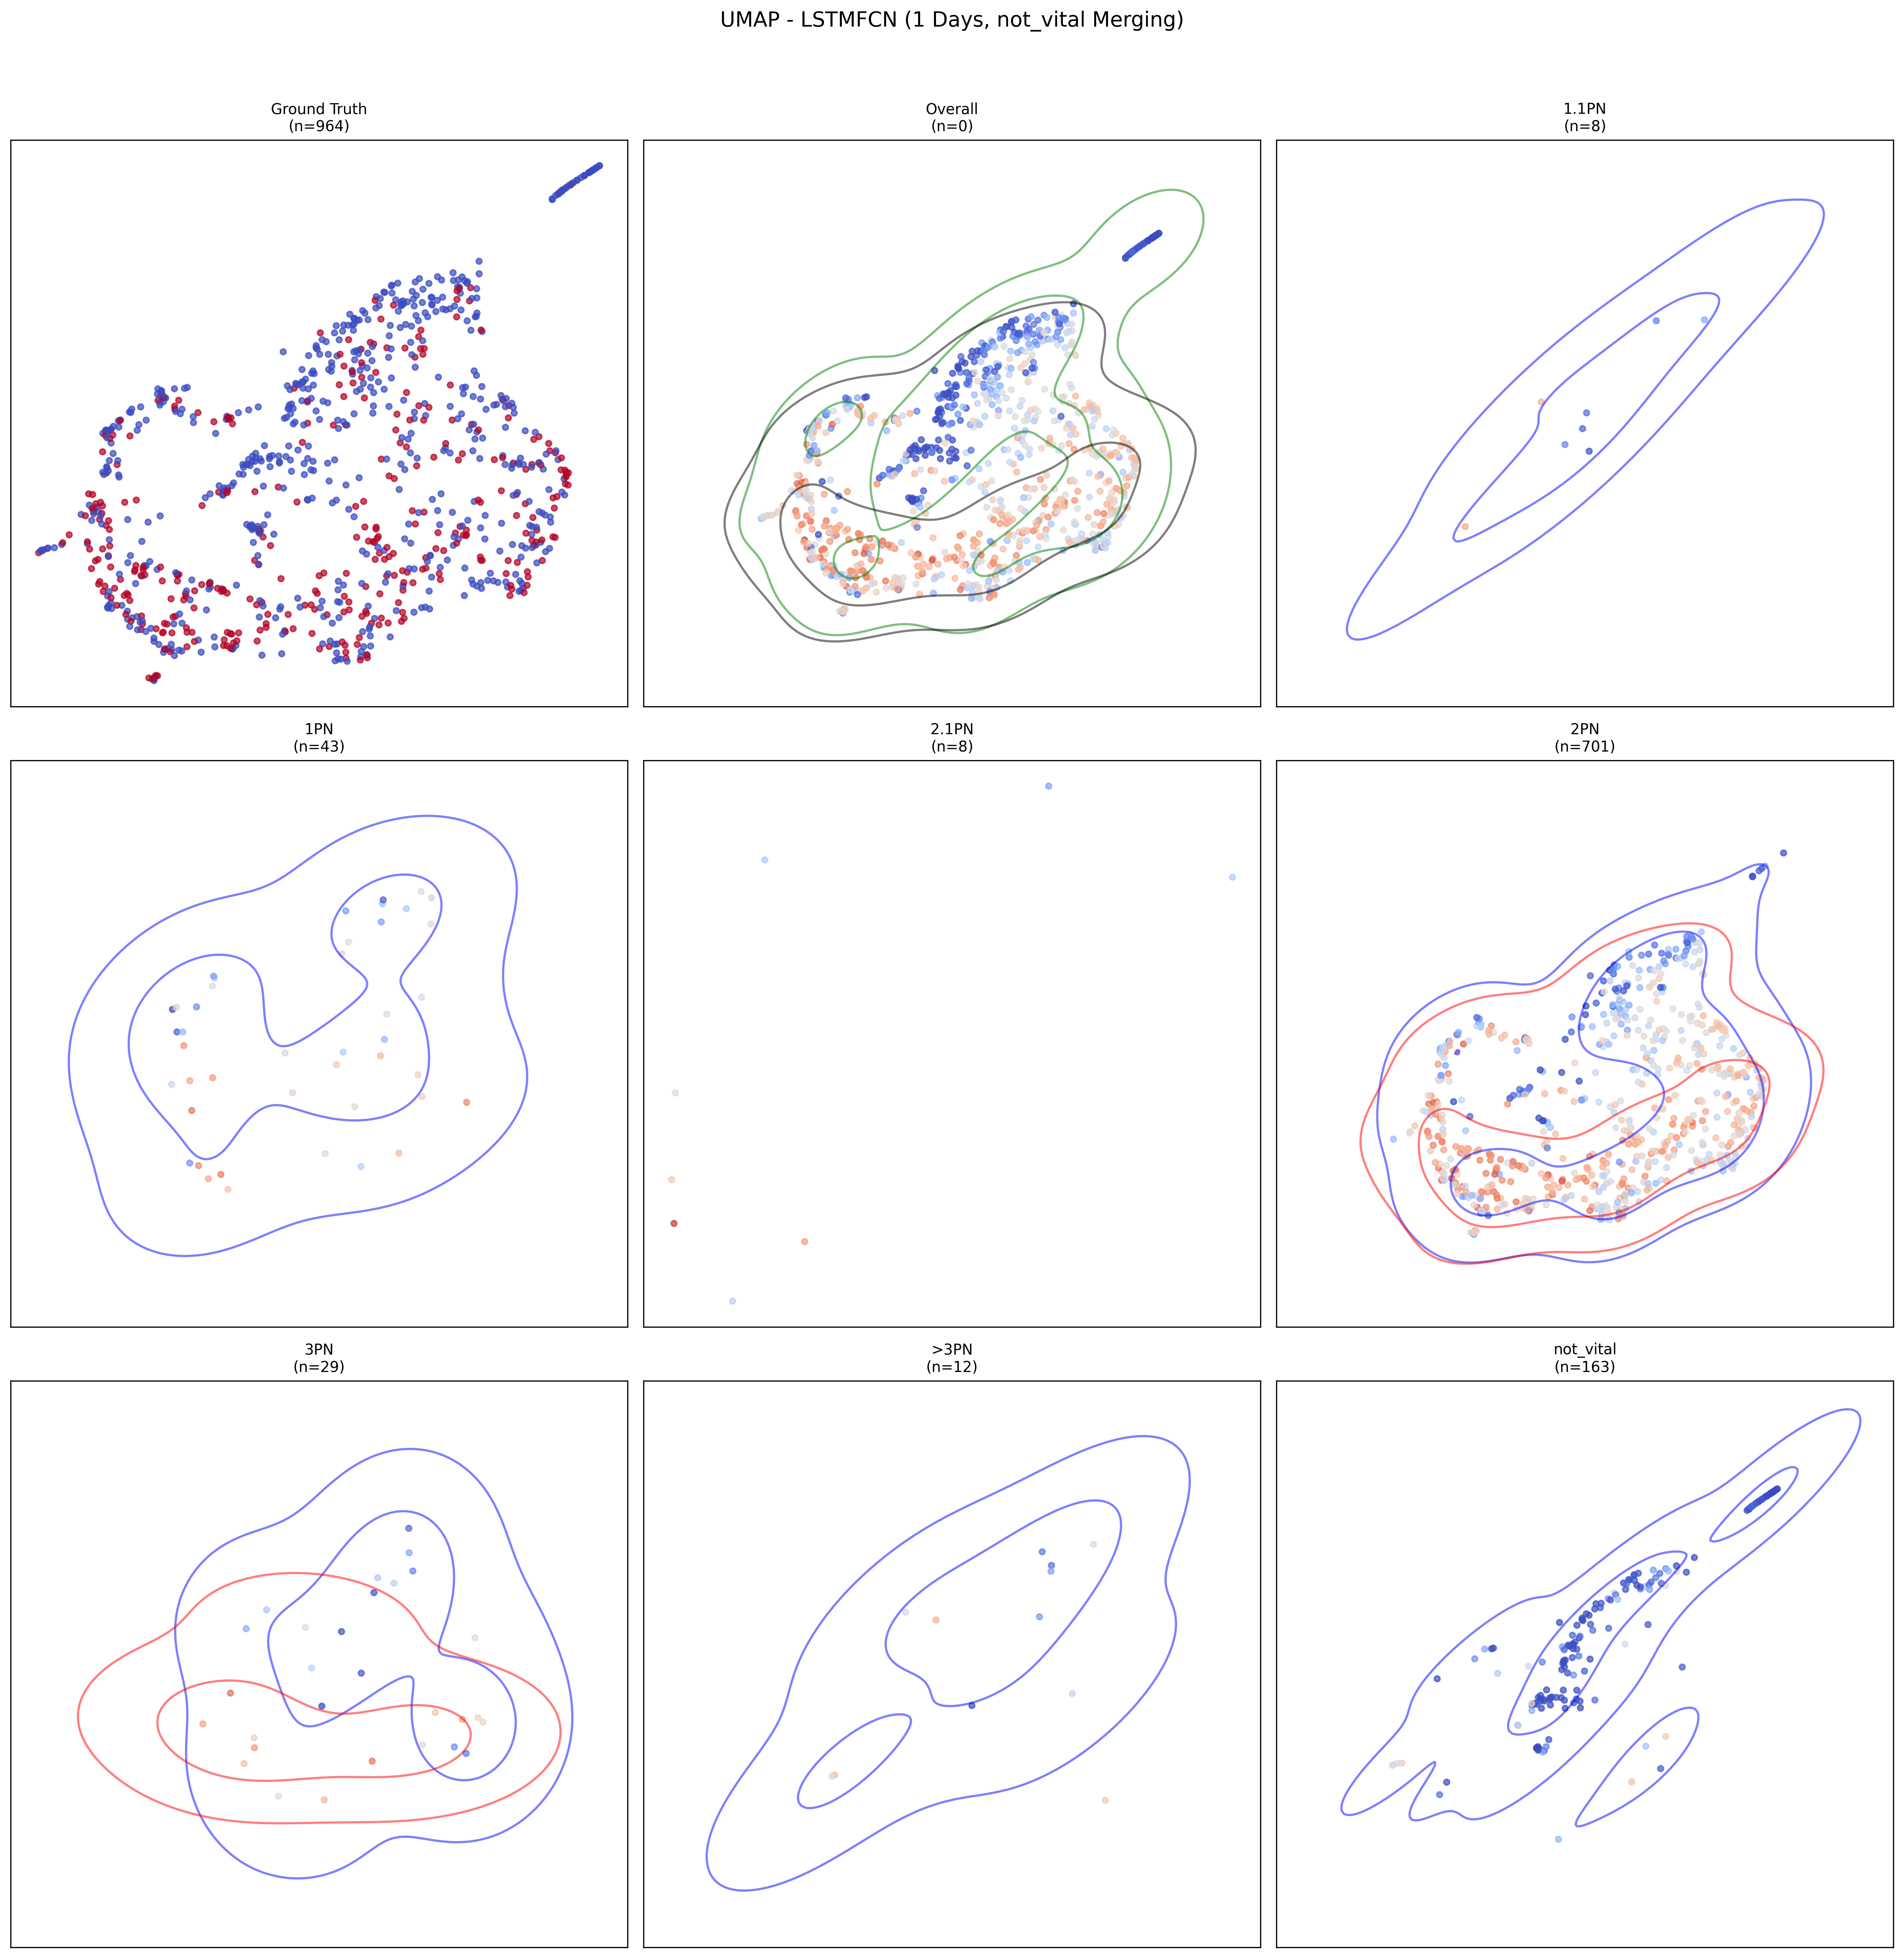 UMAP - LSTMFCN (1 Days, not_vital Merging)
Ground Truth
(n=964)
Overall
(n=0)
1.1PN
(n=8)
1PN
(n=43)
2.1PN
(n=8)
2PN
(n=701)
3PN
(n=29)
>3PN
(n=12)
not_vital
(n=163)